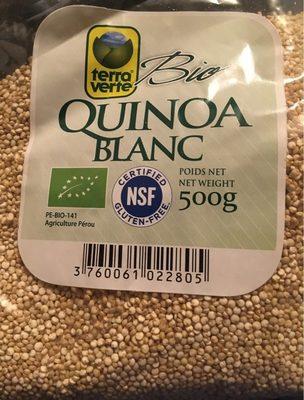 terra
verte
Bio
QUINOA
BLANC
POIDS NET
NET WEIGHT
500g
CERTIFIED
NSF
GLUTEN-FREE
PE-BIO-141
Agriculture Pérou
3 760061 022805